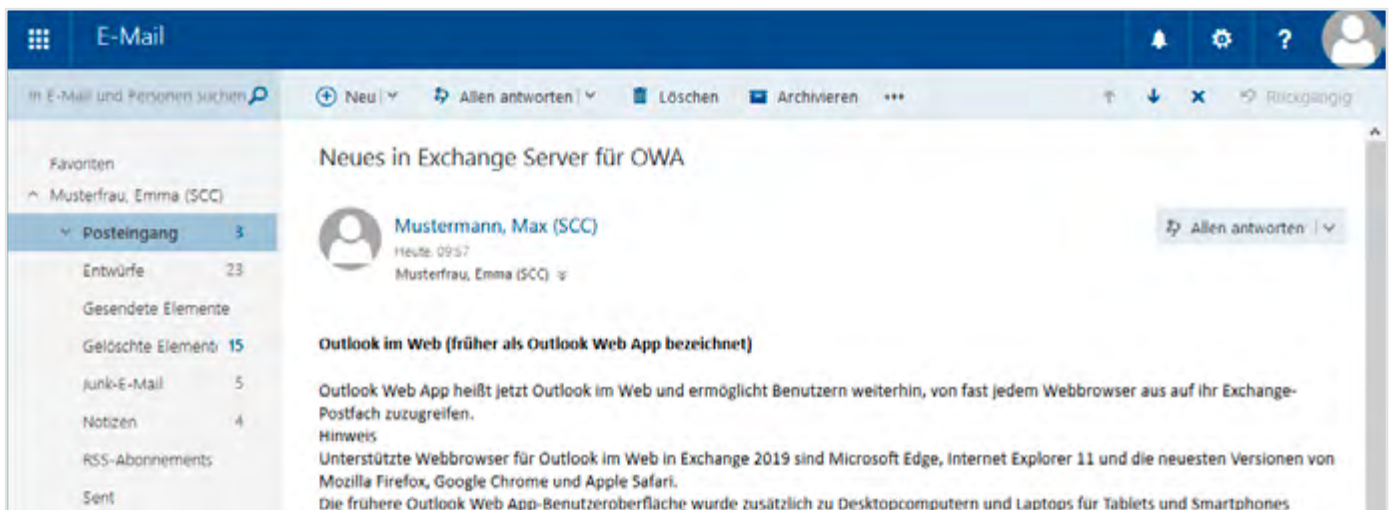 E-Mail
?
In E-Mail und Personen suchen
Neu
Allen antworten
Löschen
Archivieren
Rückgängig
Favoriten
Musterfrau, Emma (SCC)
Posteingang 3
Entwürfe 23
Gesendete Elemente
Gelöschte Element 15
Junk-E-Mail 5
Notizen 4
RSS-Abonnements
Sent
Neues in Exchange Server für OWA
Mustermann, Max (SCC)
Heute, 09:57
Musterfrau, Emma (SCC)
Allen antworten
Outlook im Web (früher als Outlook Web App bezeichnet)
Outlook Web App heißt jetzt Outlook im Web und ermöglicht Benutzern weiterhin, von fast jedem Webbrowser aus auf ihr Exchange-
Postfach zuzugreifen.
Hinweis
Unterstützte Webbrowser für Outlook im Web in Exchange 2019 sind Microsoft Edge, Internet Explorer 11 und die neuesten Versionen von
Mozilla Firefox, Google Chrome und Apple Safari.
Die frühere Outlook Web App-Benutzeroberfläche wurde zusätzlich zu Desktopcomputern und Laptops für Tablets und Smartphones